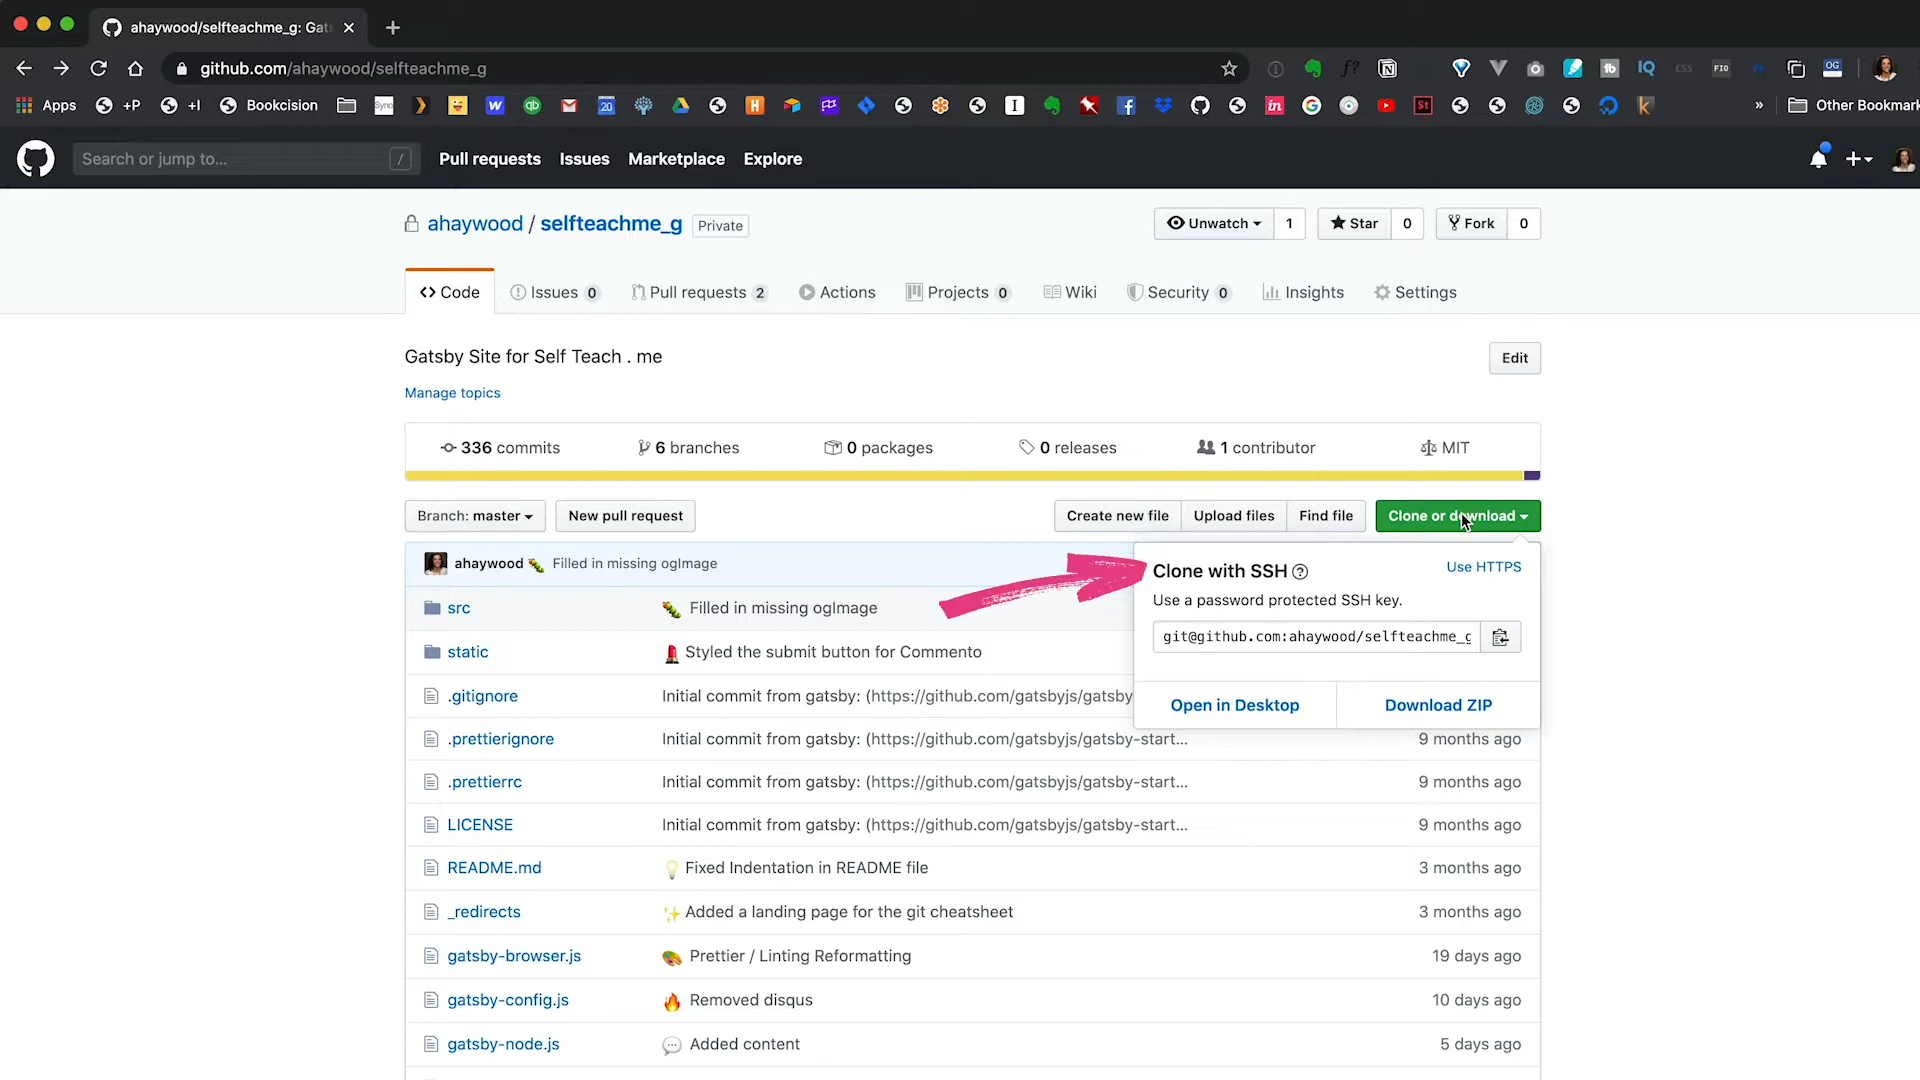 ahaywood/selfteachme_g: Gat
github.com/ahaywood/selfteachme_g
Apps +P +I Bookcision Other Bookmark
Search or jump to... / Pull requests Issues Marketplace Explore
ahaywood / selfteachme_g Private Unwatch 1 Star 0 Fork 0
Code Issues 0 Pull requests 2 Actions Projects 0 Wiki Security 0 Insights Settings
Gatsby Site for Self Teach . me Edit
Manage topics
336 commits 6 branches 0 packages 0 releases 1 contributor MIT
Branch: master New pull request Create new file Upload files Find file Clone or download
ahaywood Filled in missing ogImage
Clone with SSH Use HTTPS
Use a password protected SSH key.
git@github.com:ahaywood/selfteachme_g
Open in Desktop Download ZIP
src Filled in missing ogImage
static Styled the submit button for Commento
.gitignore Initial commit from gatsby: (https://github.com/gatsbyjs/gatsby
.prettierignore Initial commit from gatsby: (https://github.com/gatsbyjs/gatsby-start... 9 months ago
.prettierrc Initial commit from gatsby: (https://github.com/gatsbyjs/gatsby-start... 9 months ago
LICENSE Initial commit from gatsby: (https://github.com/gatsbyjs/gatsby-start... 9 months ago
README.md Fixed Indentation in README file 3 months ago
_redirects Added a landing page for the git cheatsheet 3 months ago
gatsby-browser.js Prettier / Linting Reformatting 19 days ago
gatsby-config.js Removed disqus 10 days ago
gatsby-node.js Added content 5 days ago